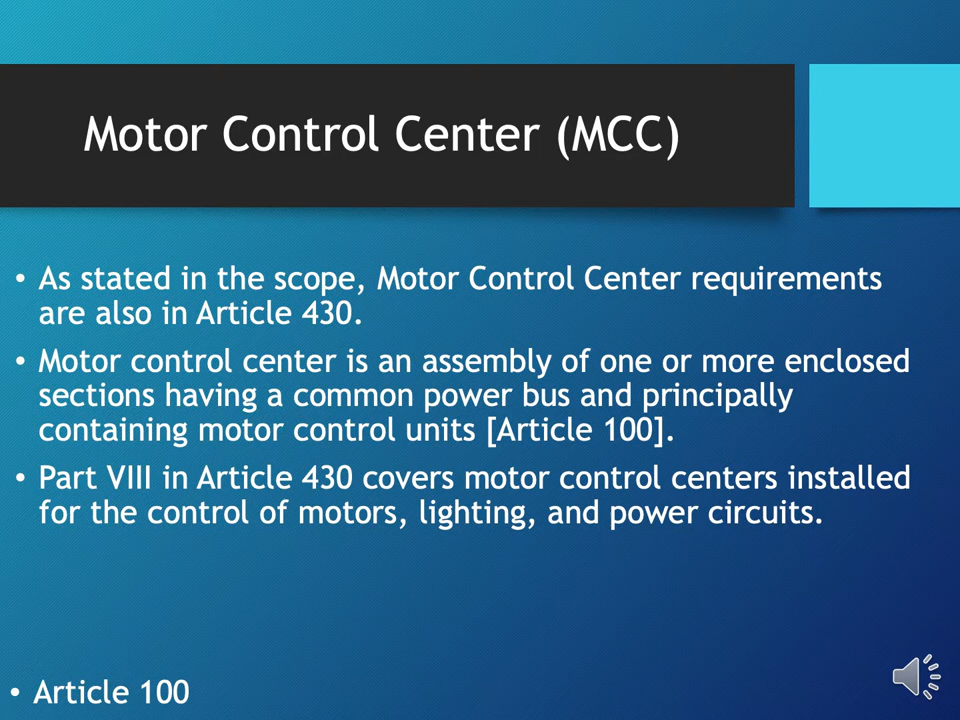 Motor Control Center (MCC)
• As stated in the scope, Motor Control Center requirements
are also in Article 430.
• Motor control center is an assembly of one or more enclosed
sections having a common power bus and principally
containing motor control units [Article 100].
• Part VIII in Article 430 covers motor control centers installed
for the control of motors, lighting, and power circuits.
• Article 100